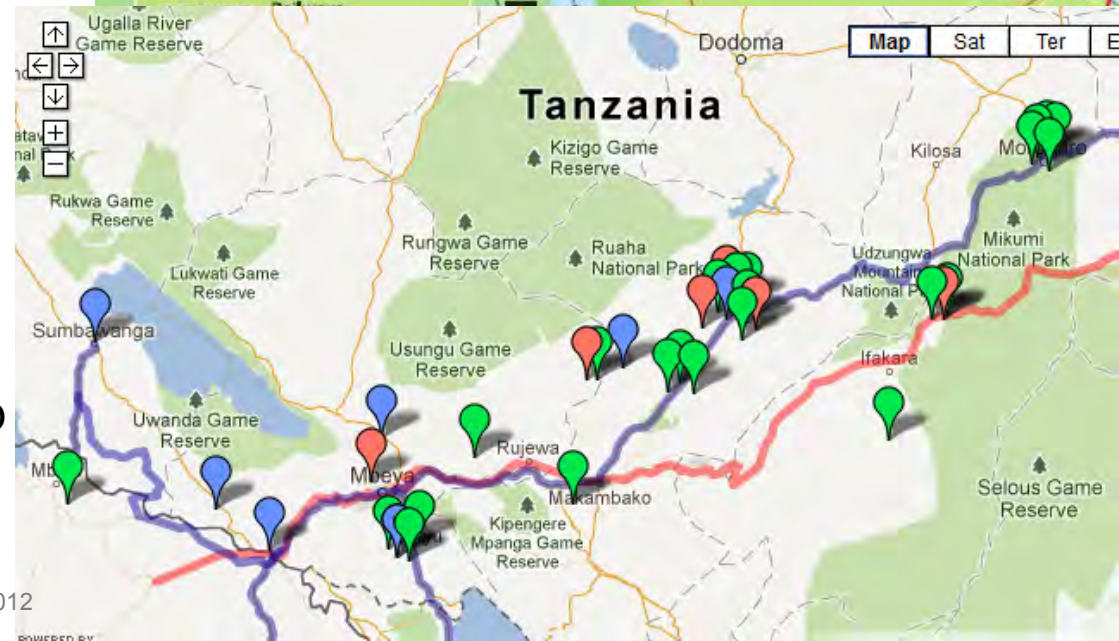 Ugalla River
Game Reserve
Dodoma
Map
Sat
Ter
E
Tanzania
Kizigo Game
Reserve
Kilosa
Rukwa Game
Reserve
Rungwa Game
Reserve
Ruaha
National Park
Udzungwa
Mountain
National
Mikumi
National Park
Lukwati Game
Reserve
Sumbawanga
Usungu Game
Reserve
Ifakara
Uwanda Game
Reserve
Rujewa
Mbeya
Makambako
Selous Game
Reserve
Kipengere
Mpanga Game
Reserve
012
POWERED BY